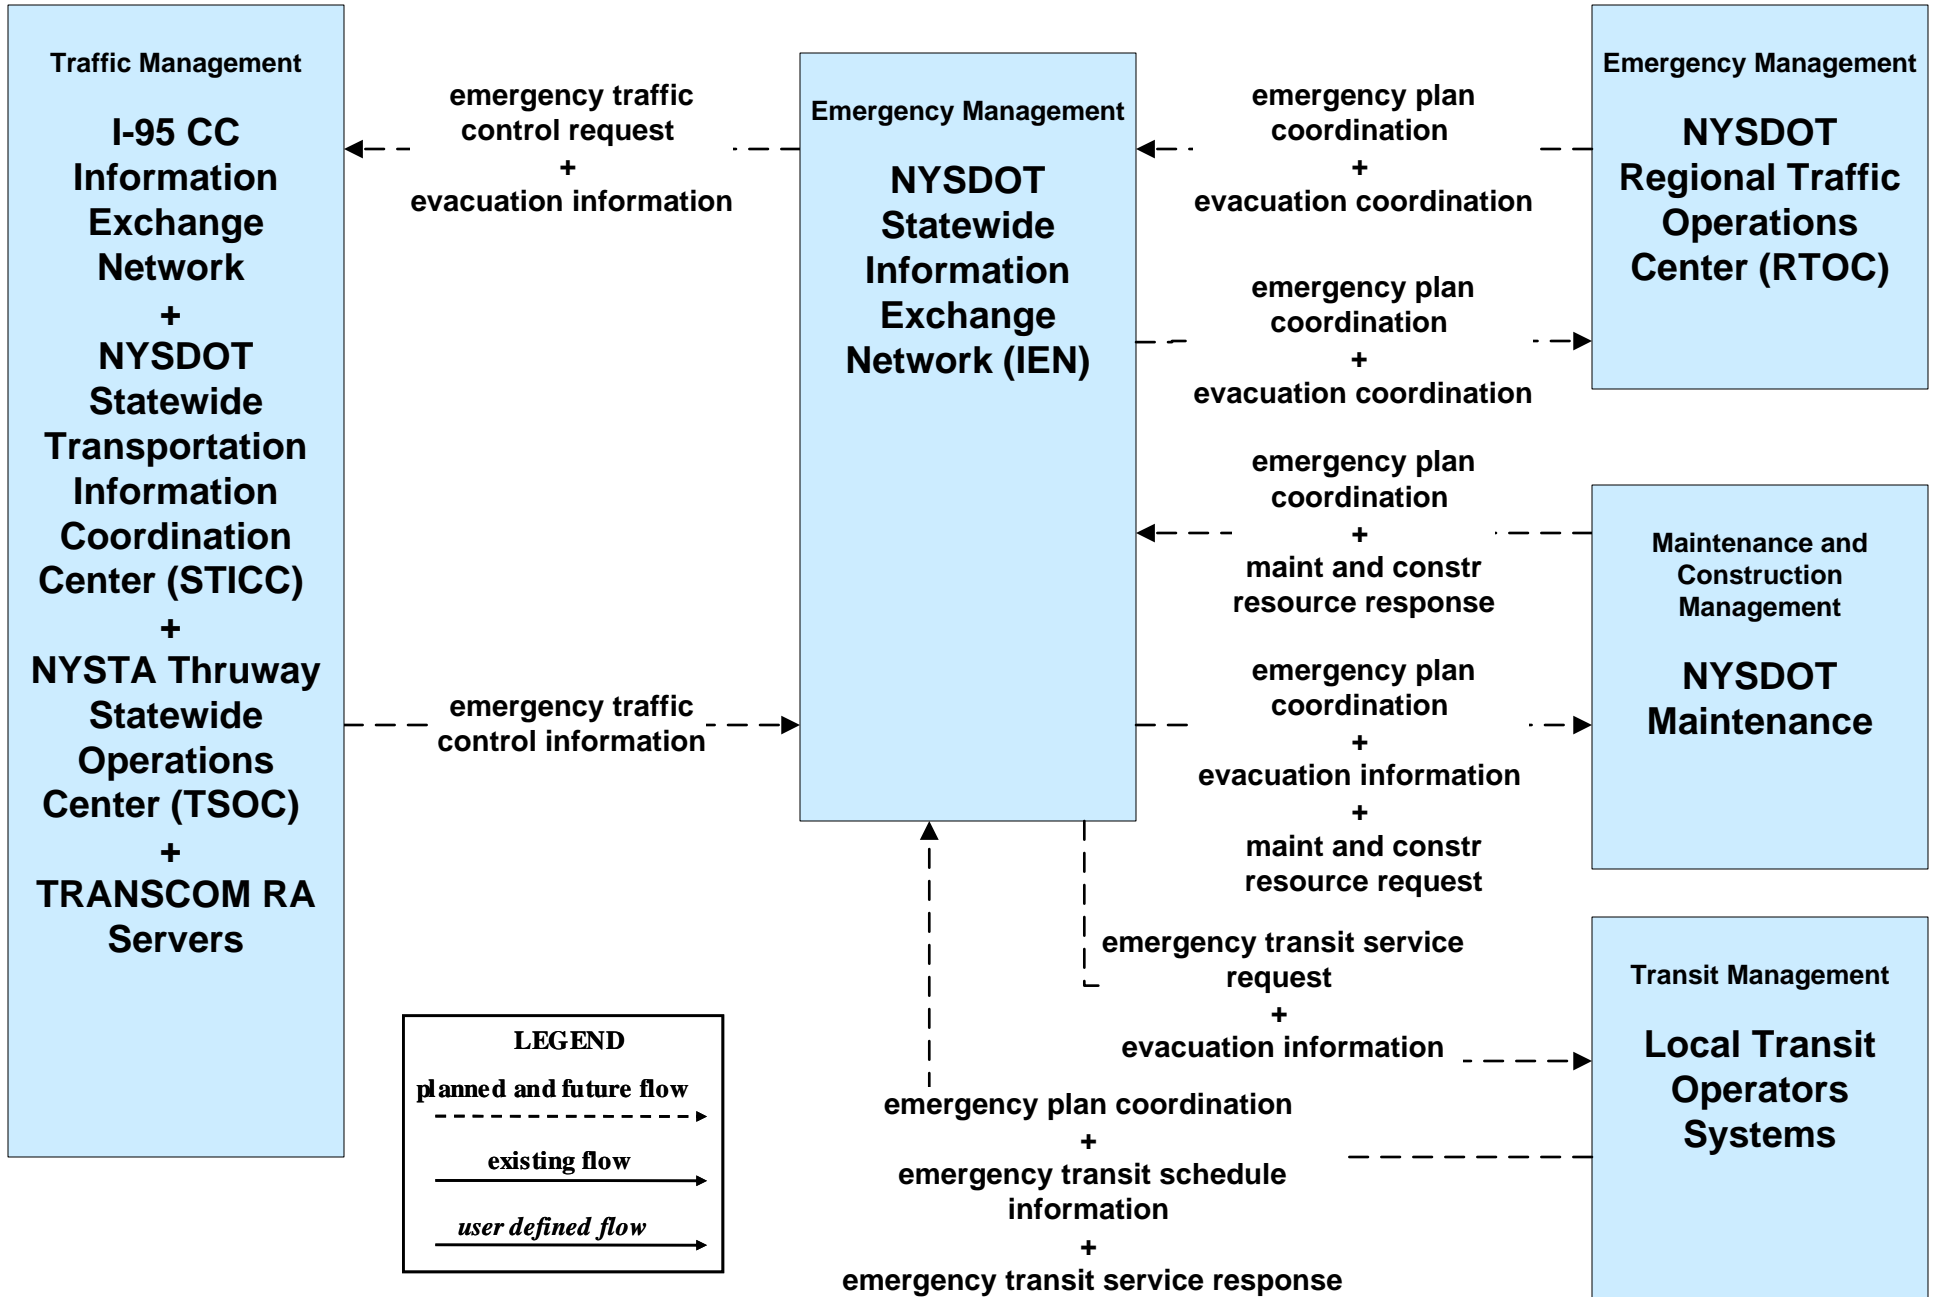 Traffic Management
I-95 CC
Information
Exchange
Network
+
NYSDOT
Statewide
Transportation
Information
Coordination
Center (STICC)
+
NYSTA Thruway
Statewide
Operations
Center (TSOC)
+
TRANSCOM RA
Servers
emergency traffic
control request
+
evacuation information
emergency traffic
control information
Emergency Management
NYSDOT
Statewide
Information
Exchange
Network (IEN)
emergency plan
coordination
+
evacuation coordination
emergency plan
coordination
+
evacuation coordination
emergency plan
coordination
+
maint and constr
resource response
emergency plan
coordination
+
evacuation information
+
maint and constr
resource request
emergency transit service
request
+
evacuation information
emergency plan coordination
+
emergency transit schedule
information
+
emergency transit service response
Emergency Management
NYSDOT
Regional Traffic
Operations
Center (RTOC)
Maintenance and
Construction
Management
NYSDOT
Maintenance
Transit Management
Local Transit
Operators
Systems
LEGEND
planned and future flow
existing flow
user defined flow